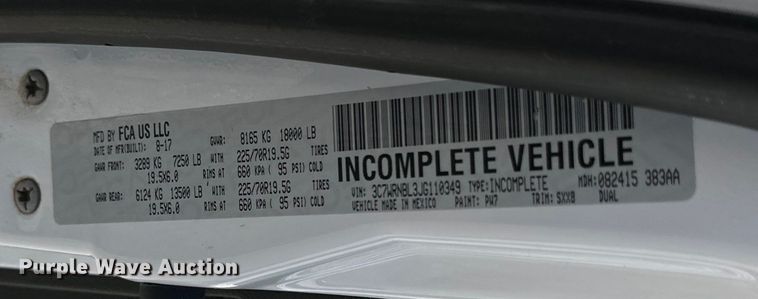 MFD BY FCA US LLC
DATE OF MFR(BUILT): 8-17 GVWR: 8165 KG 18000 LB
GAWR FRONT: 3289 KG 7250 LB WITH 225/70R19.5G
19.5X6.0 RIMS AT 660 KPA ( 95 PSI) COLD
GAWR REAR: 6124 KG 13500 LB WITH TIRES 225/70R19.5G
19.5X6.0 RIMS AT 660 KPA ( 95 PSI) COLD
TIRES
INCOMPLETE VEHICLE
VIN: 3C7WRNBL3JG110349 TYPE: INCOMPLETE MDH: 082415 383AA
VEHICLE MADE IN MEXICO PAINT: PW7 TRIM: SXX8 DUAL
Purple Wave Auction